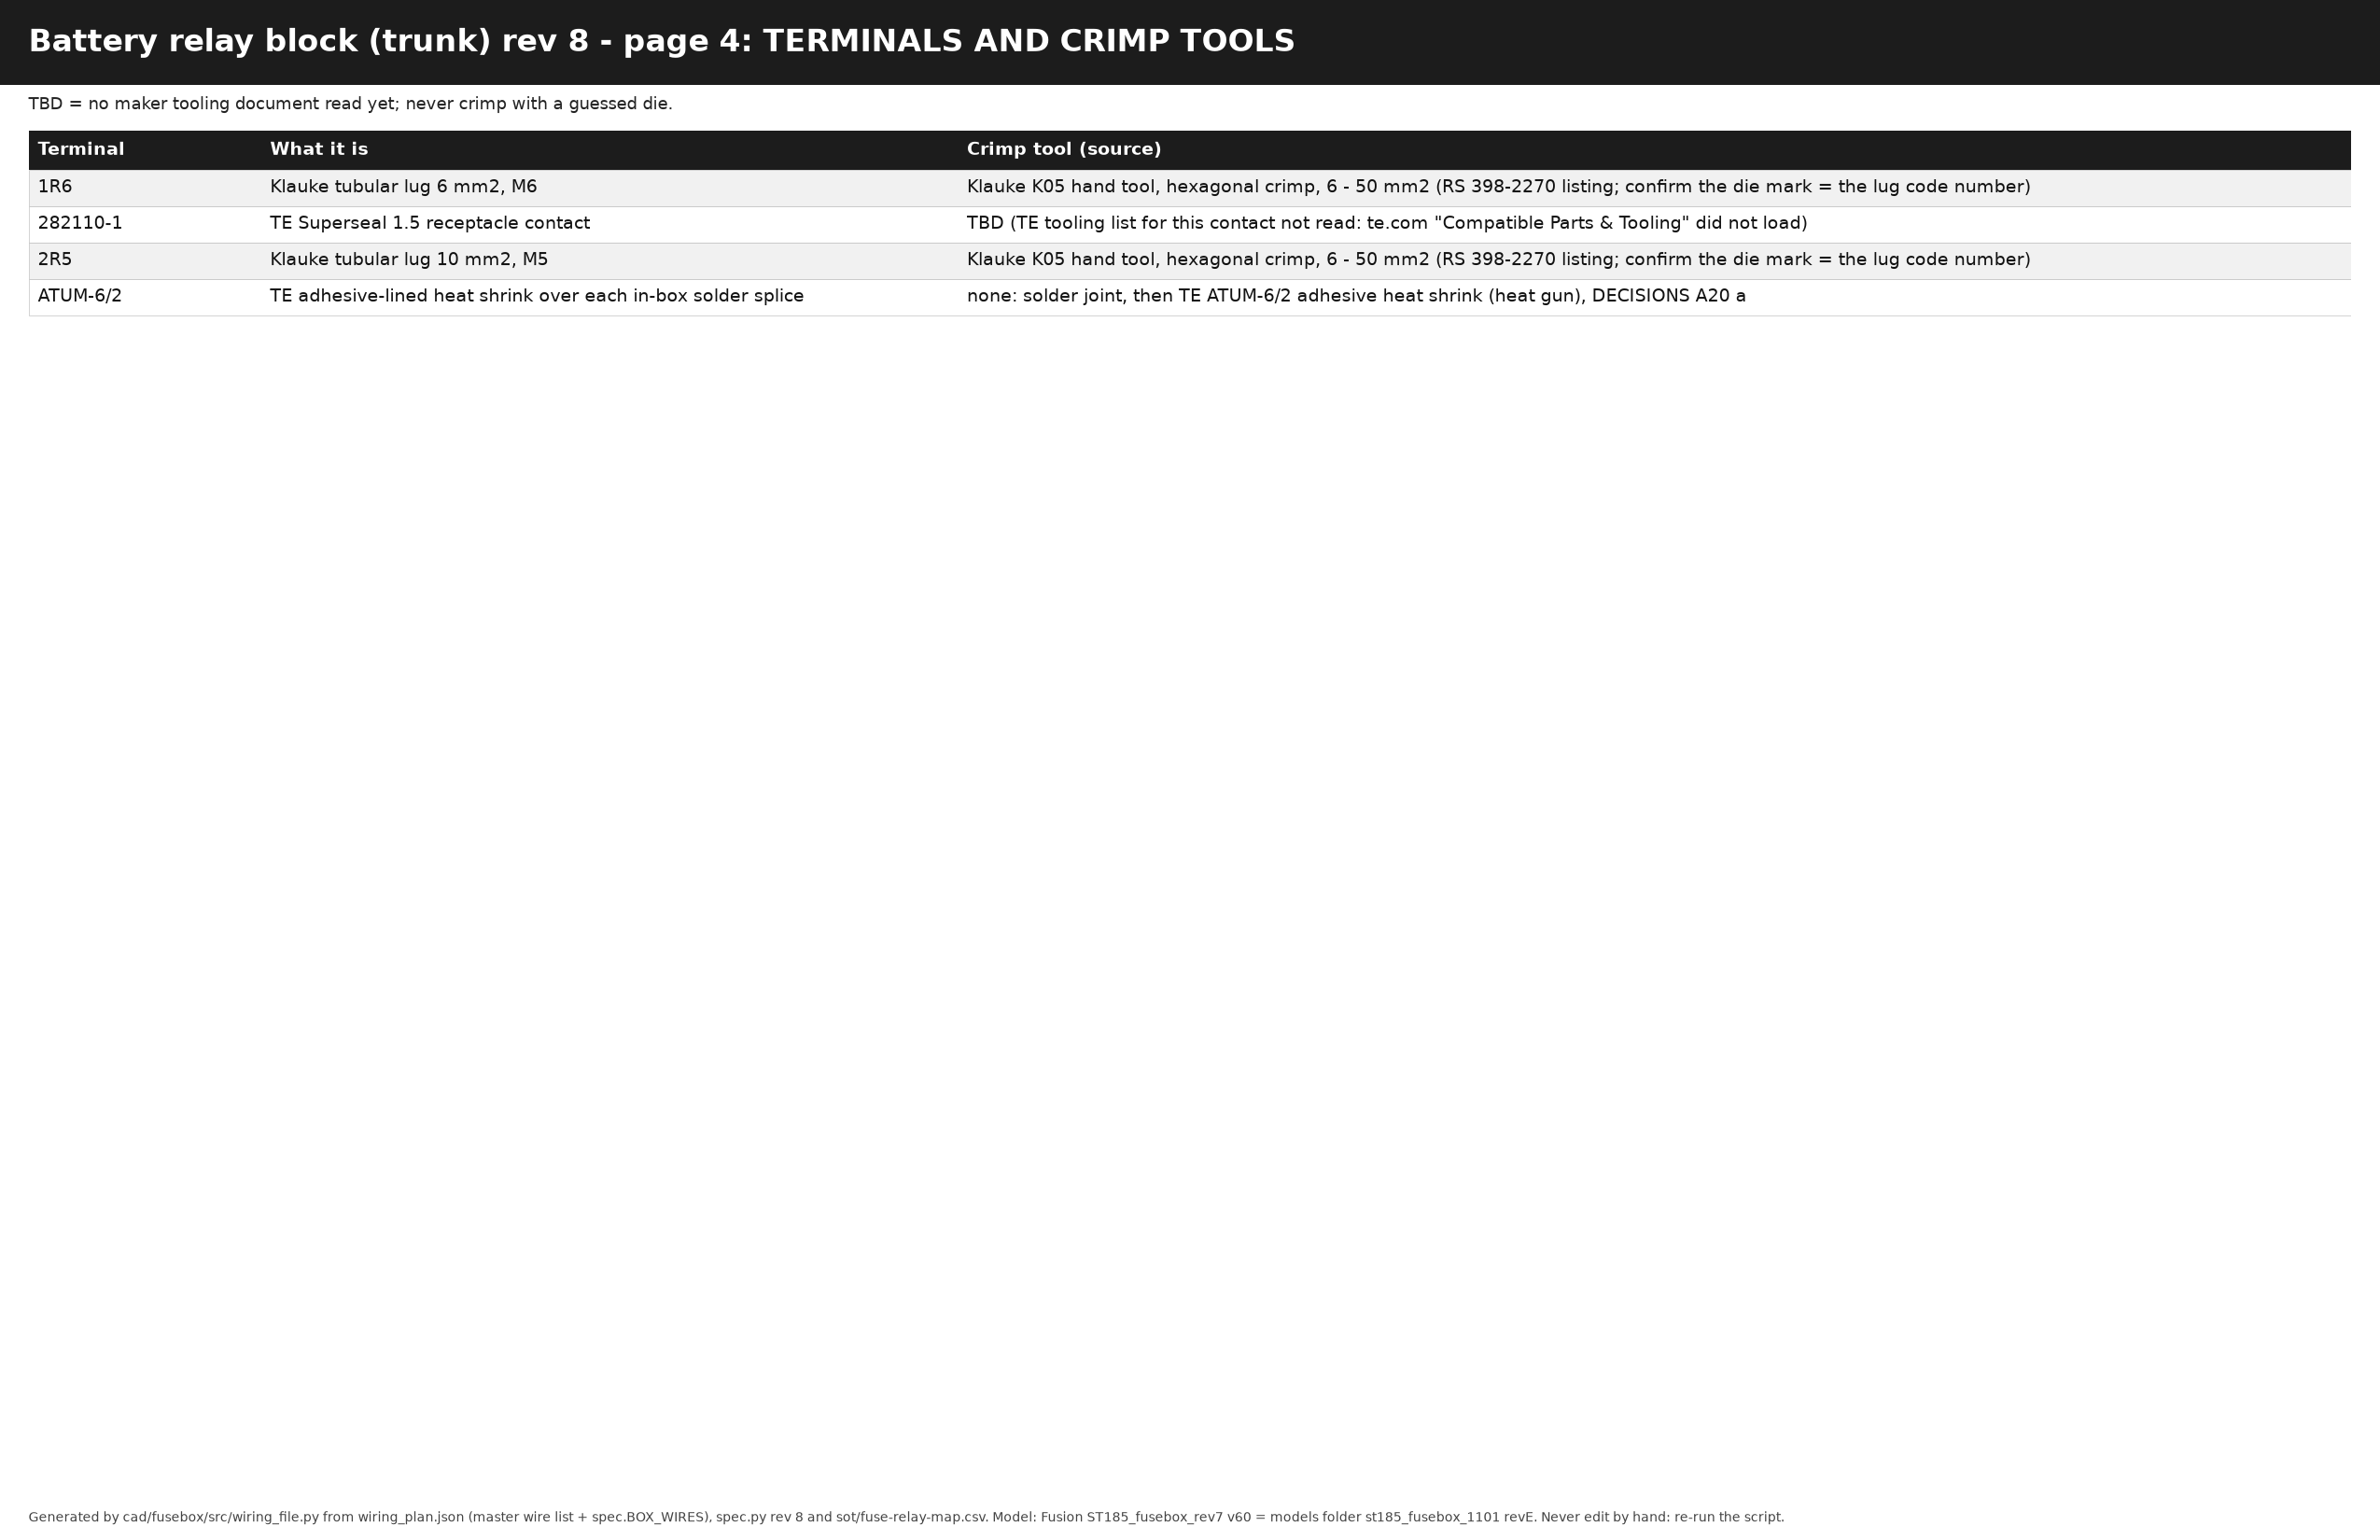 Battery relay block (trunk) rev 8 - page 4: TERMINALS AND CRIMP TOOLS
TBD = no maker tooling document read yet; never crimp with a guessed die.
Terminal What it is Crimp tool (source)
1R6 Klauke tubular lug 6 mm2, M6 Klauke K05 hand tool, hexagonal crimp, 6 - 50 mm2 (RS 398-2270 listing; confirm the die mark = the lug code number)
282110-1 TE Superseal 1.5 receptacle contact TBD (TE tooling list for this contact not read: te.com "Compatible Parts & Tooling" did not load)
2R5 Klauke tubular lug 10 mm2, M5 Klauke K05 hand tool, hexagonal crimp, 6 - 50 mm2 (RS 398-2270 listing; confirm the die mark = the lug code number)
ATUM-6/2 TE adhesive-lined heat shrink over each in-box solder splice none: solder joint, then TE ATUM-6/2 adhesive heat shrink (heat gun), DECISIONS A20 a
Generated by cad/fusebox/src/wiring_file.py from wiring_plan.json (master wire list + spec.BOX_WIRES), spec.py rev 8 and sot/fuse-relay-map.csv. Model: Fusion ST185_fusebox_rev7 v60 = models folder st185_fusebox_1101 revE. Never edit by hand: re-run the script.